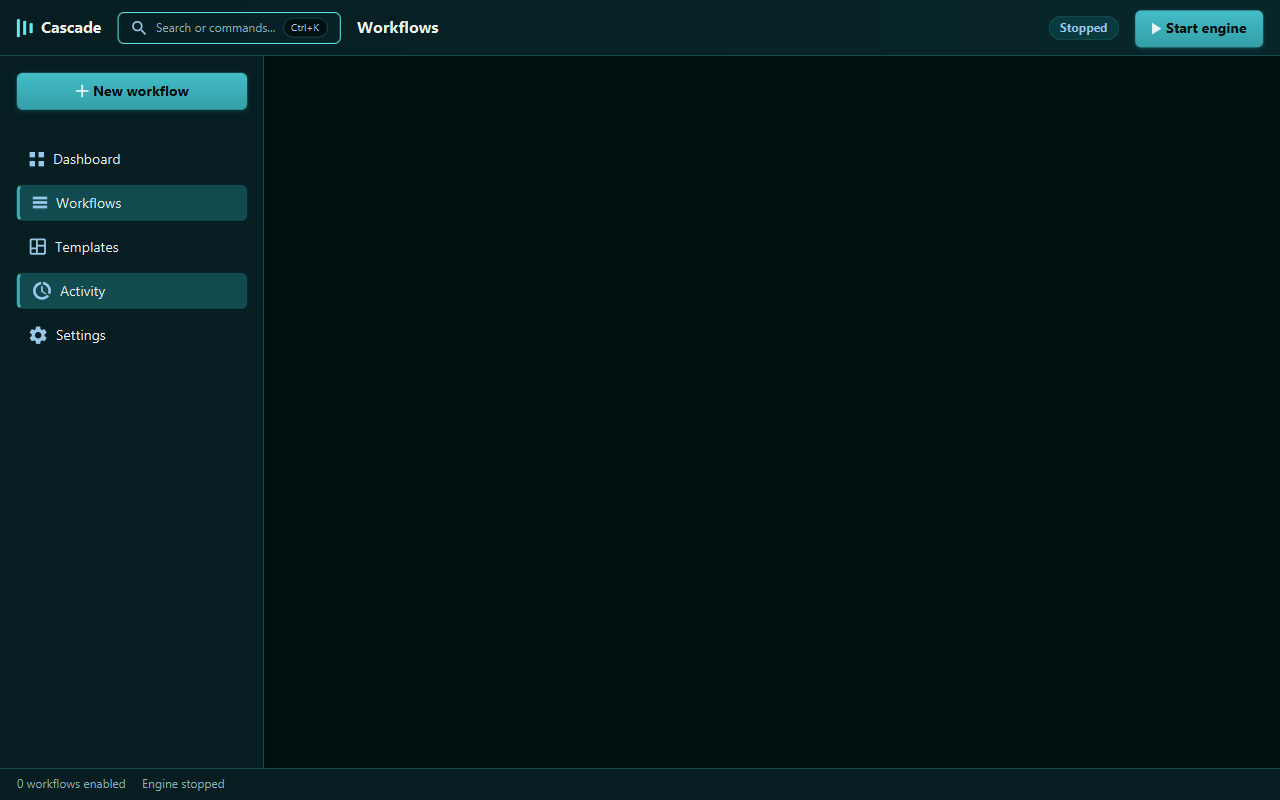 Cascade
Search or commands...
Ctrl+K
Workflows
Stopped
Start engine
New workflow
Dashboard
Workflows
Templates
Activity
Settings
0 workflows enabled
Engine stopped